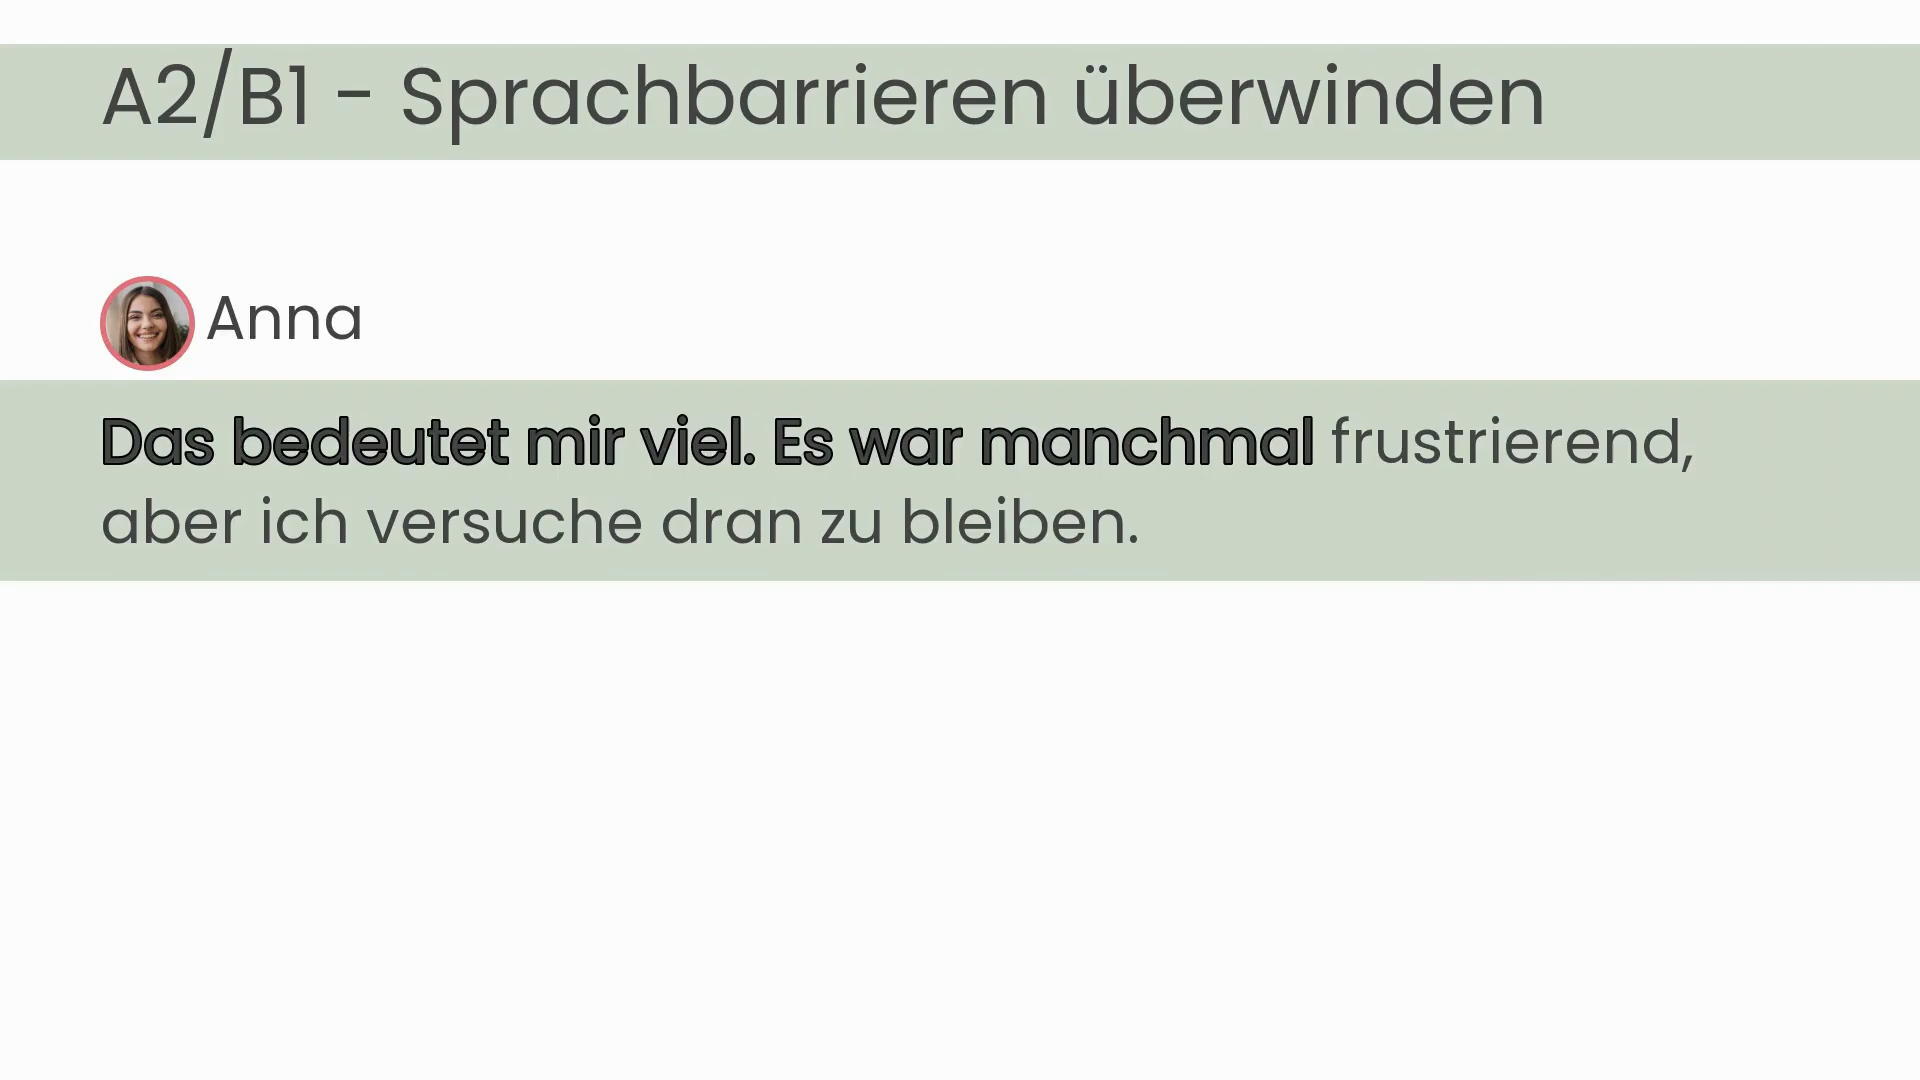 A2/B1 - Sprachbarrieren überwinden
Anna
Das bedeutet mir viel. Es war manchmal frustrierend,
aber ich versuche dran zu bleiben.